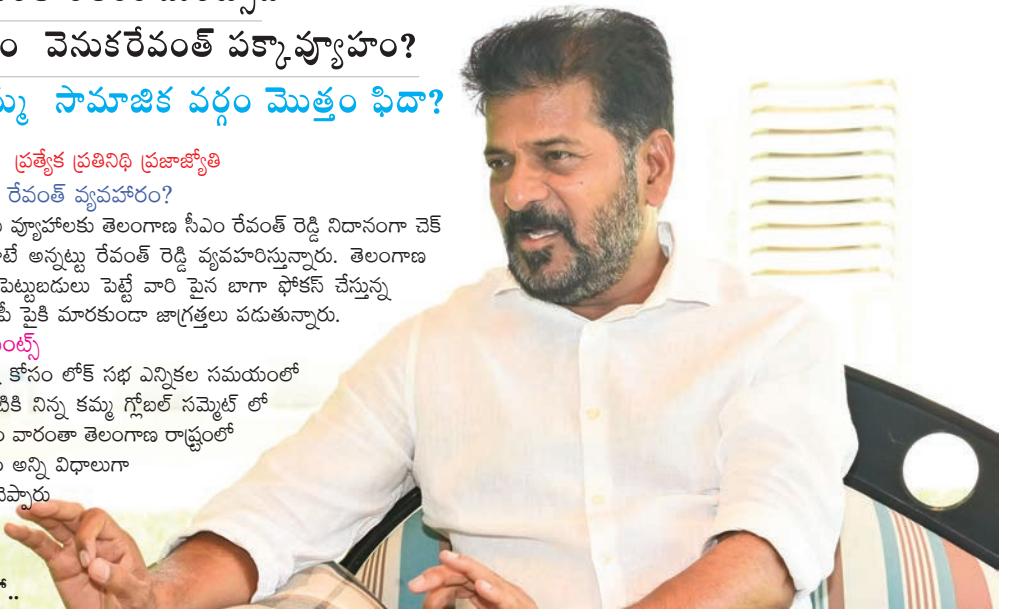 వెనుకరేవంత్ పక్కావ్యూహం?
సామాజిక వర్గం మొత్తం ఫిదా?
ప్రత్యేక ప్రతినిథి ప్రజాజ్యోతి
రేవంత్ వ్యవహారం?
వ్యూహాలకు తెలంగాణ సీఎం రేవంత్ రెడ్డి నిదానంగా చెక్
అన్నట్టు రేవంత్ రెడ్డి వ్యవహరిస్తున్నారు. తెలంగాణ
పెట్టుబడులు పెట్టే వారి పైన బాగా ఫోకస్ చేస్తున్న
పైకి మారకుండా జాగ్రత్తలు పడుతున్నారు.
కోసం లోక్ సభ ఎన్నికల సమయంలో
నిన్న కమ్మ గ్లోబల్ సమ్మెట్ లో
వారంతా తెలంగాణ రాష్ట్రంలో
అన్ని విధాలుగా